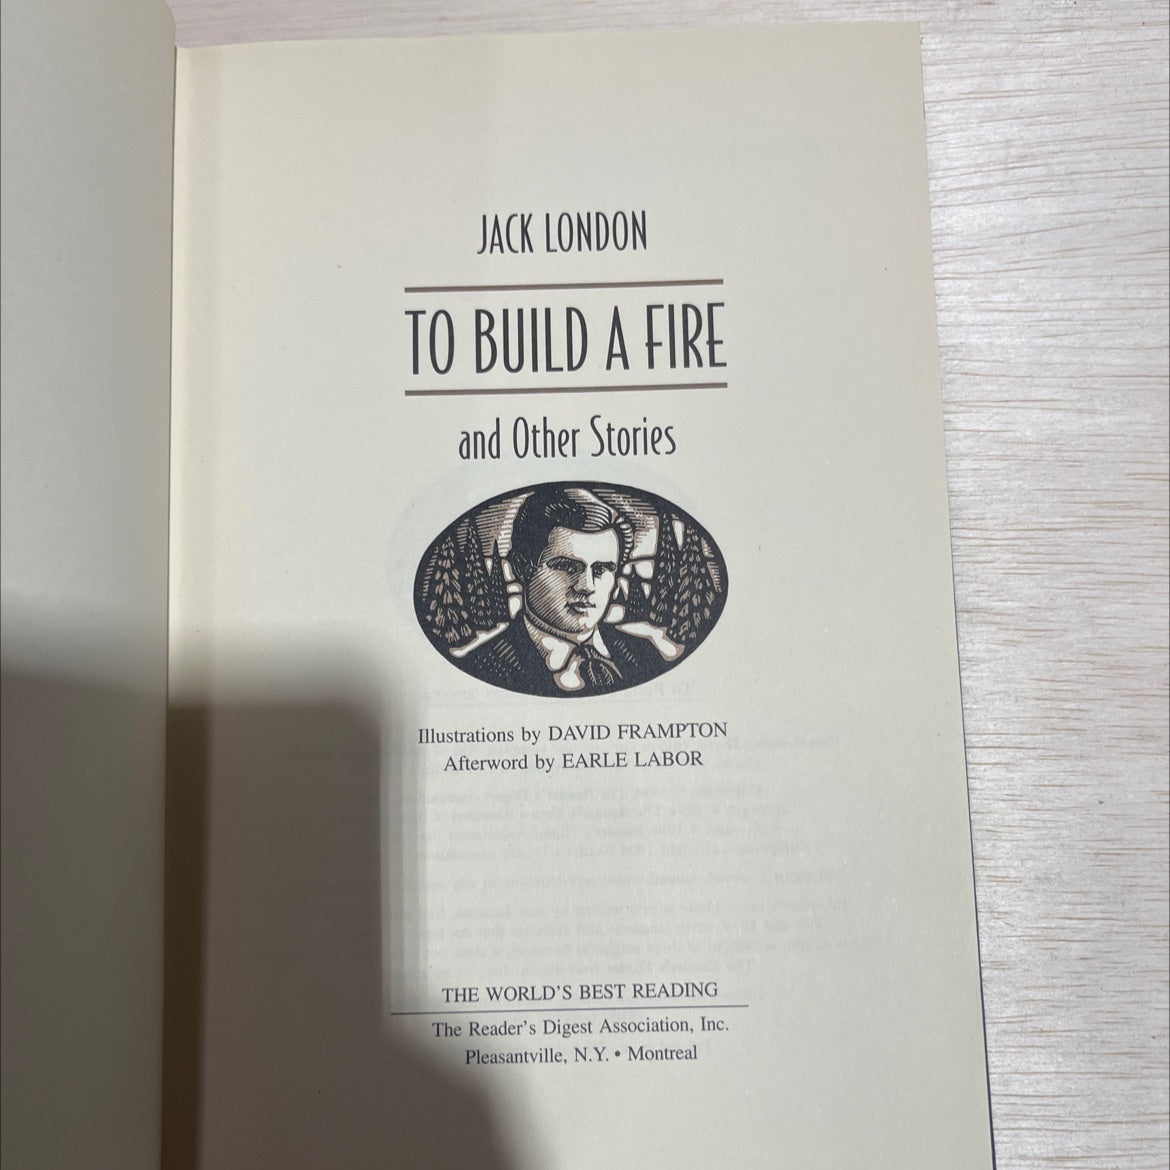 JACK LONDON
TO BUILD A FIRE
and Other Stories
Illustrations by DAVID FRAMPTON
Afterword by EARLE LABOR
THE WORLD'S BEST READING
The Reader's Digest Association, Inc.
Pleasantville, N.Y. • Montreal